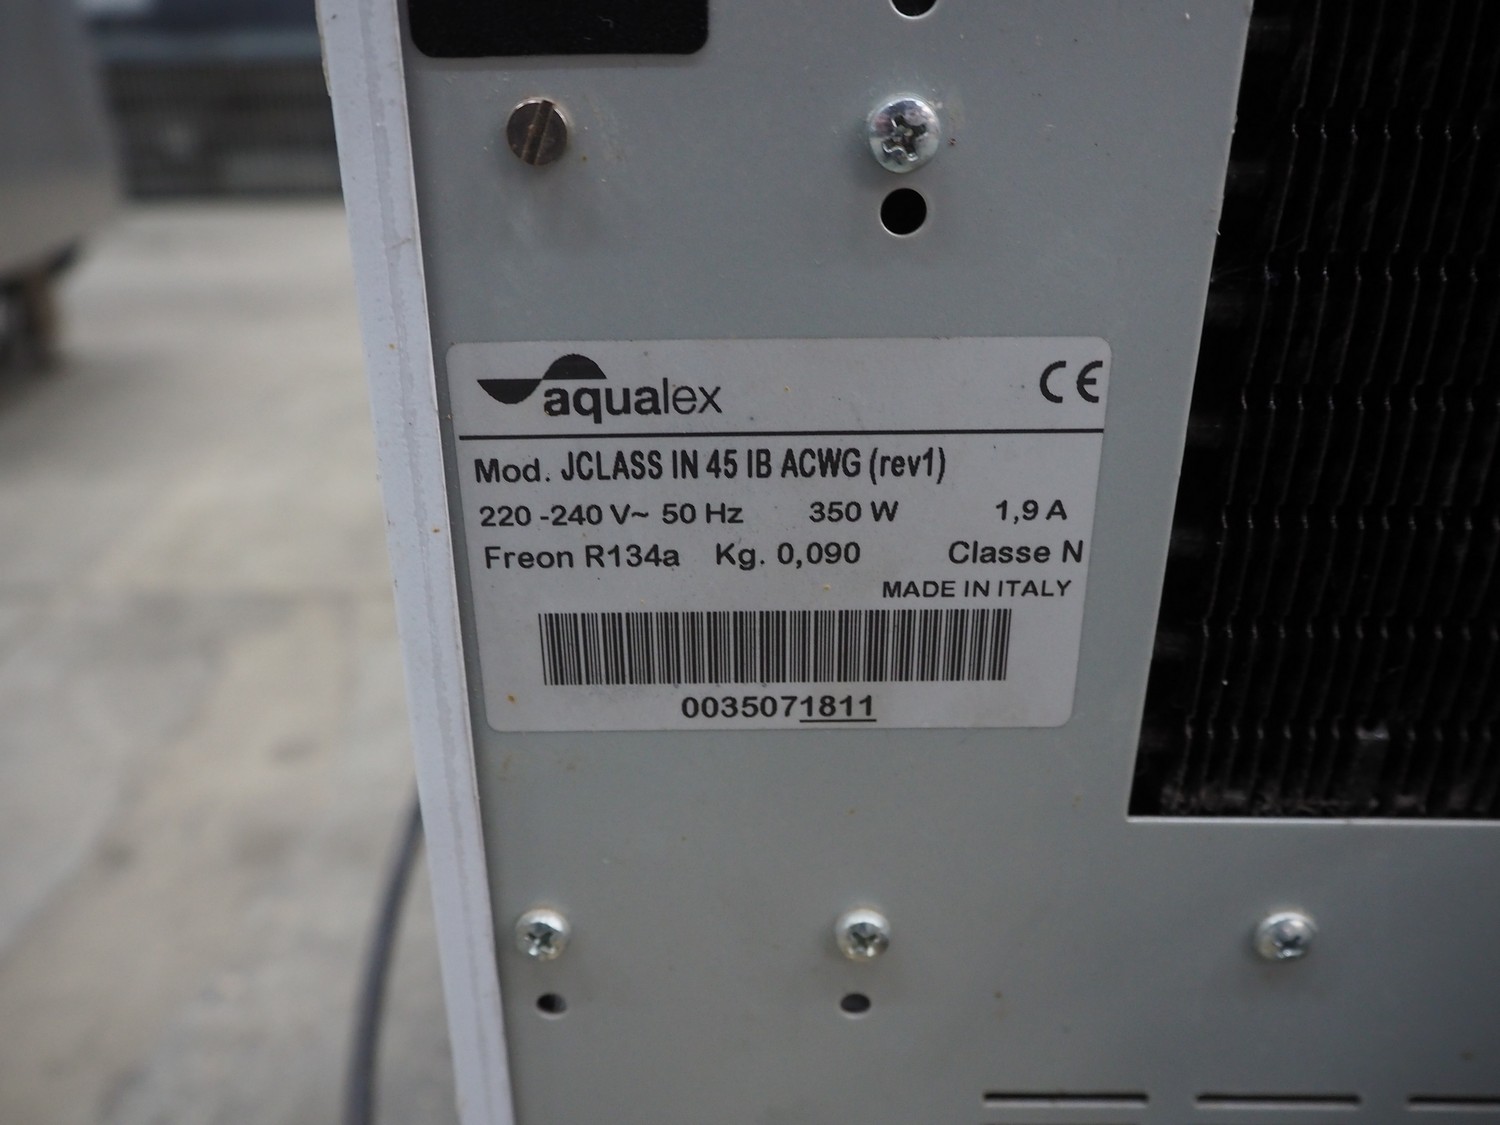 aqualex CE
Mod. JCLASS IN 45 IB ACWG (rev1)
220 -240 V~ 50 Hz 350 W 1,9 A
Freon R134a Kg. 0,090 Classe N
MADE IN ITALY
0035071811